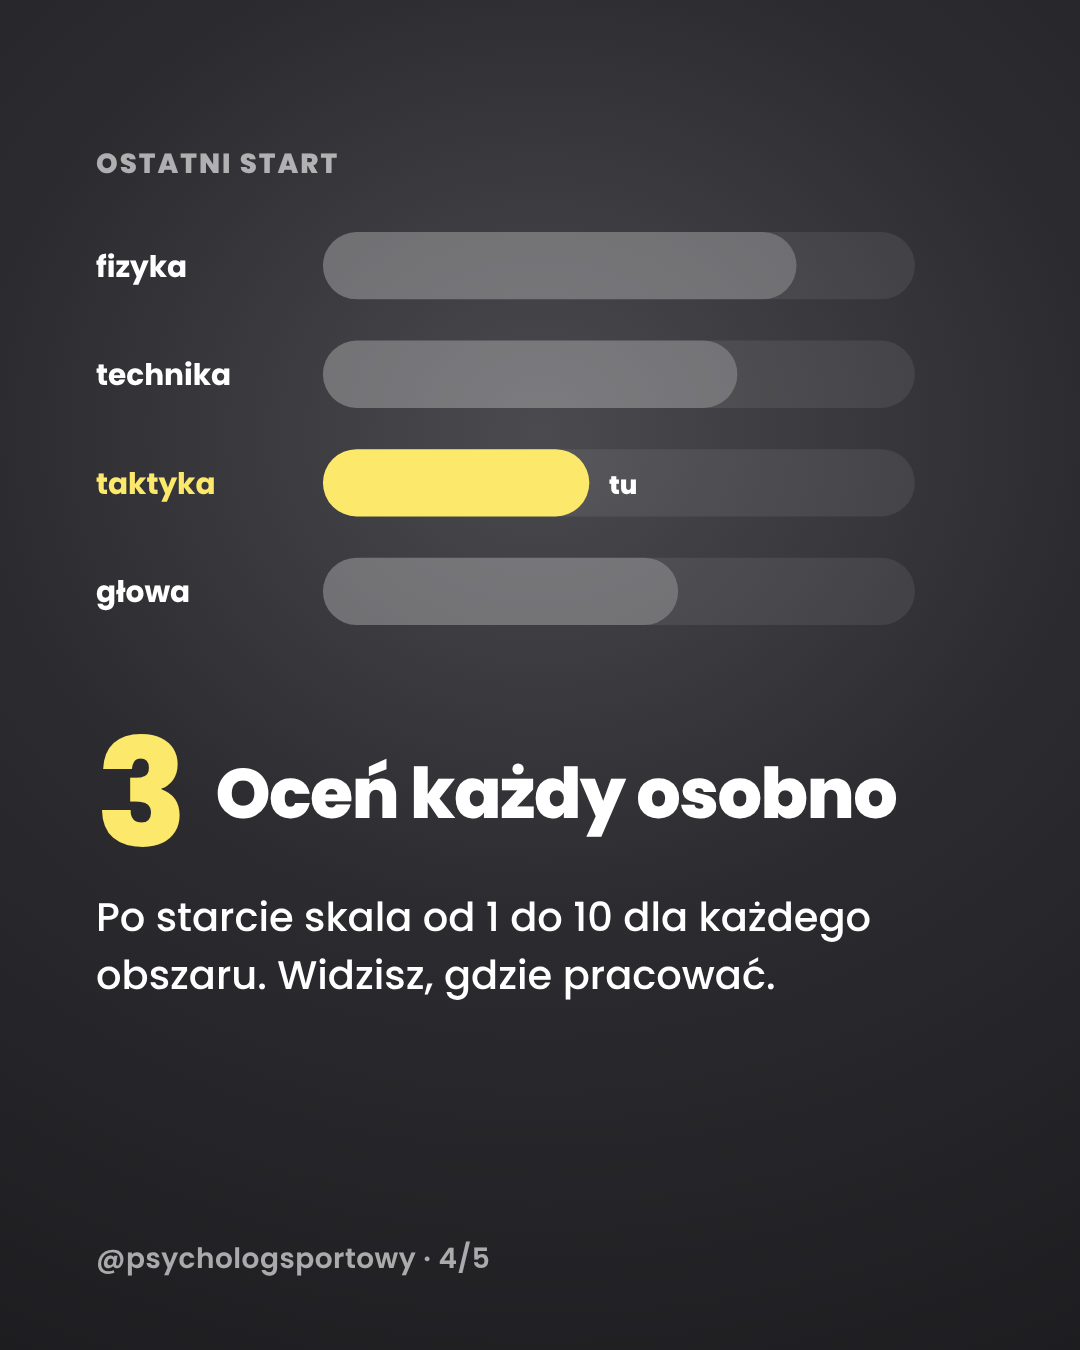 OSTATNI START
fizyka
technika
taktyka
tu
głowa
3 Oceń każdy osobno
Po starcie skala od 1 do 10 dla każdego
obszaru. Widzisz, gdzie pracować.
@psychologsportowy · 4/5